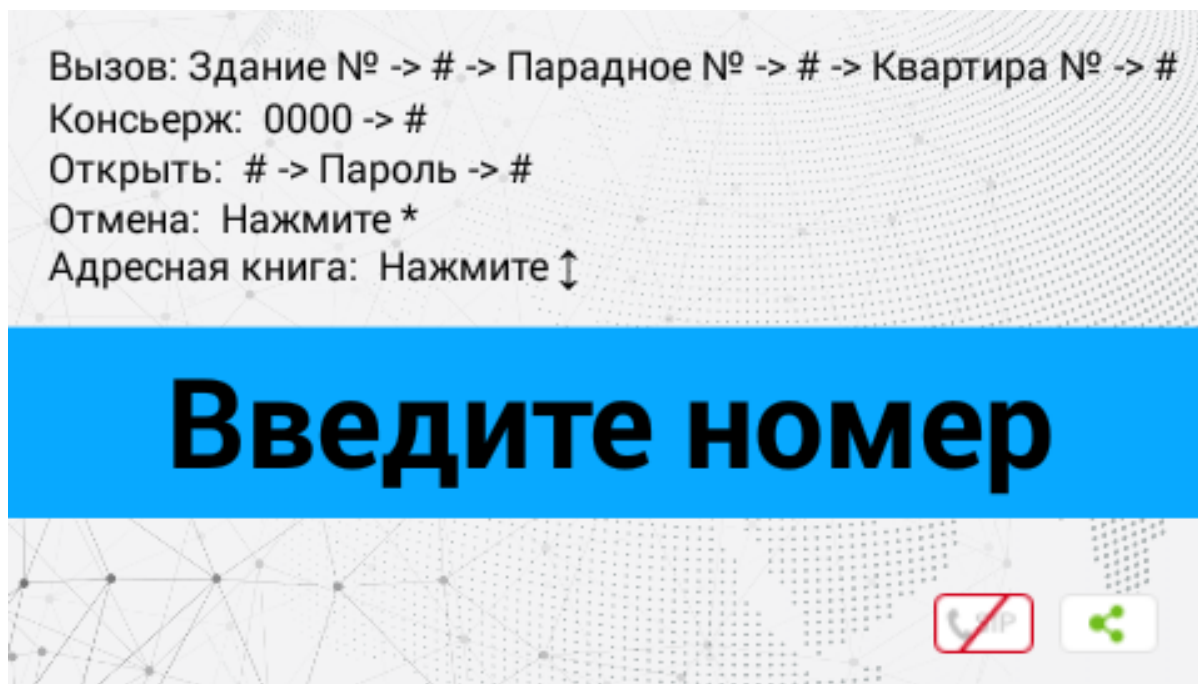 Вызов: Здание № -> # -> Парадное № -> # -> Квартира № -> #
Консьерж: 0000 -> #
Открыть: # -> Пароль -> #
Отмена: Нажмите *
Адресная книга: Нажмите ↕
Введите номер
SIP